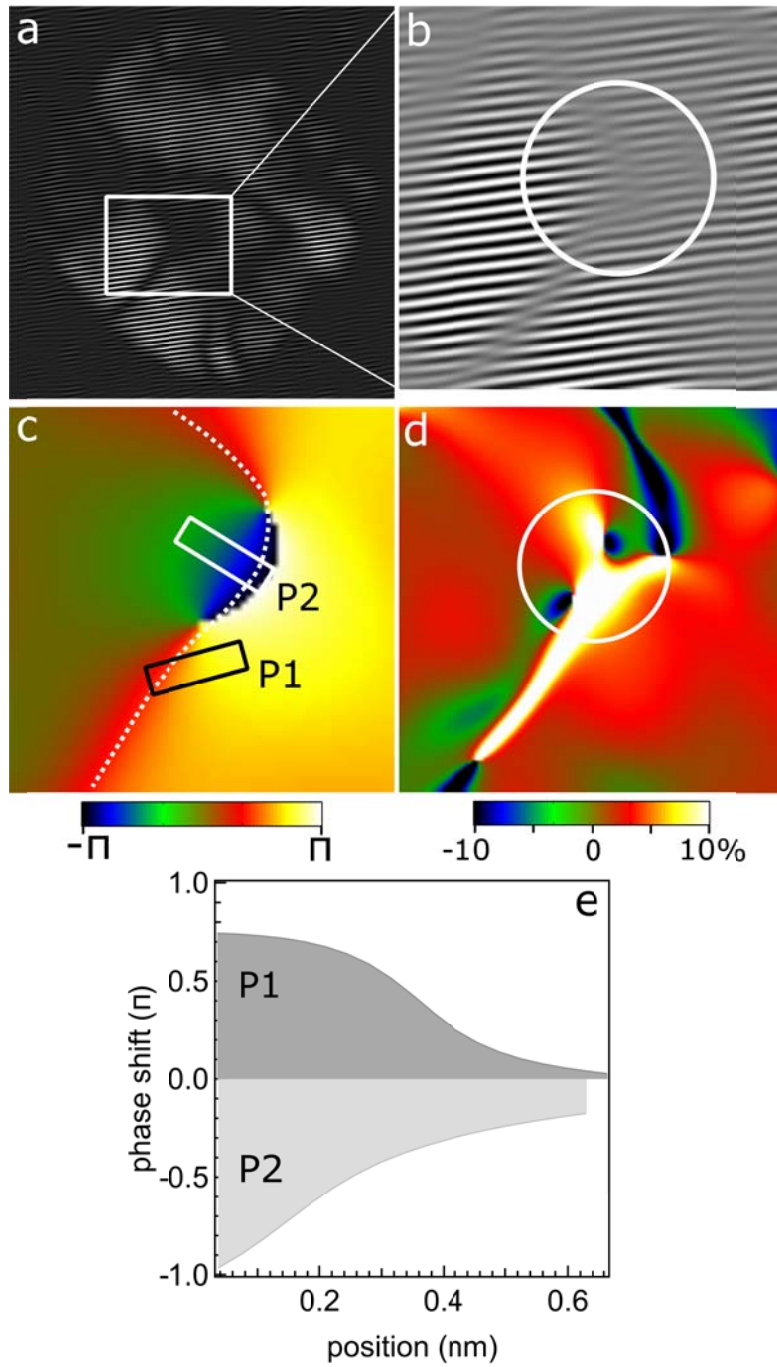 a
b
c
P2
P1
d
-Π
Π
-10
0
10%
e
1.0
0.5
0.0
-0.5
-1.0
P1
P2
phase shift (π)
0.2
0.4
0.6
position (nm)